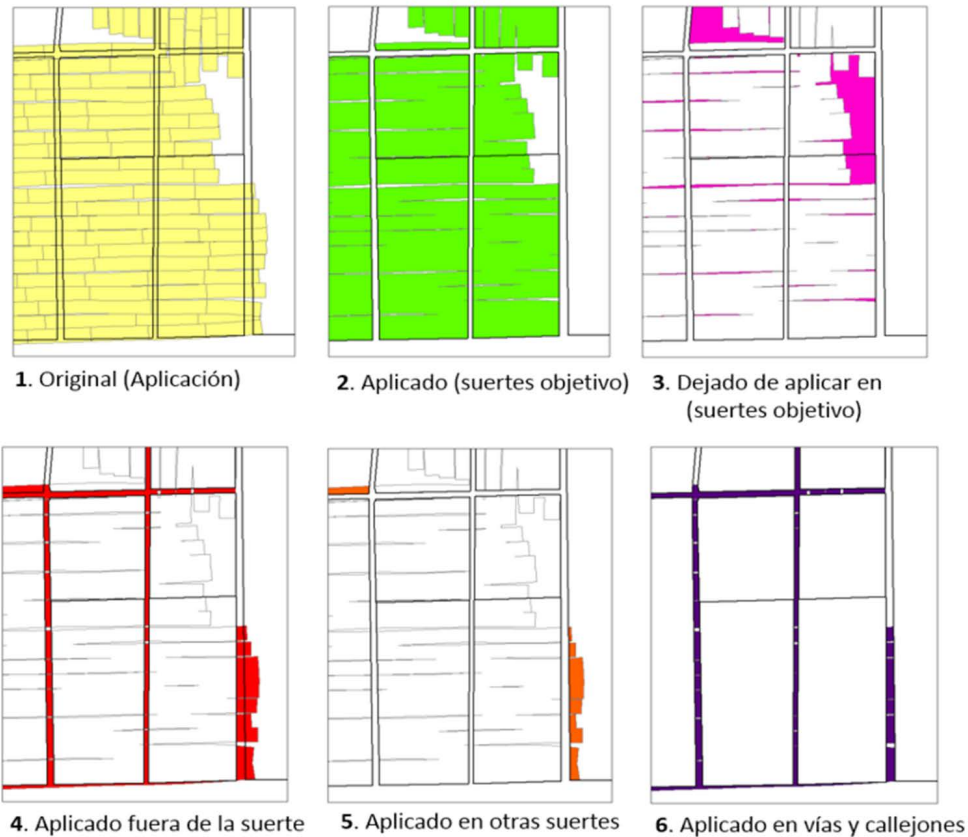 1. Original (Aplicación)
2. Aplicado (suertes objetivo)
3. Dejado de aplicar en
(suertes objetivo)
4. Aplicado fuera de la suerte
5. Aplicado en otras suertes
6. Aplicado en vías y callejones